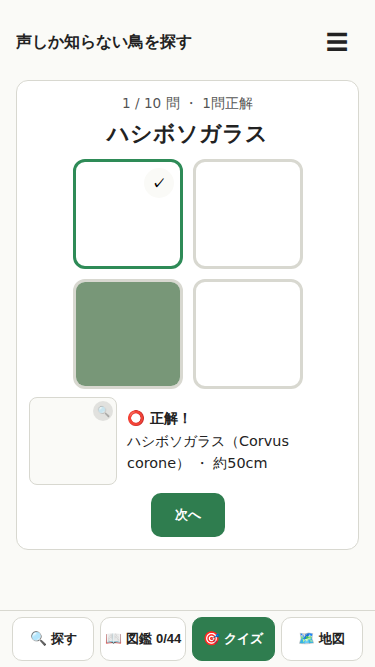 声しか知らない鳥を探す
1 / 10 問 ・ 1問正解
ハシボソガラス
✓
⭕ 正解！
ハシボソガラス（Corvus
corone） ・ 約50cm
次へ
🔍 探す
📖 図鑑 0/44
🎯 クイズ
🗺️ 地図